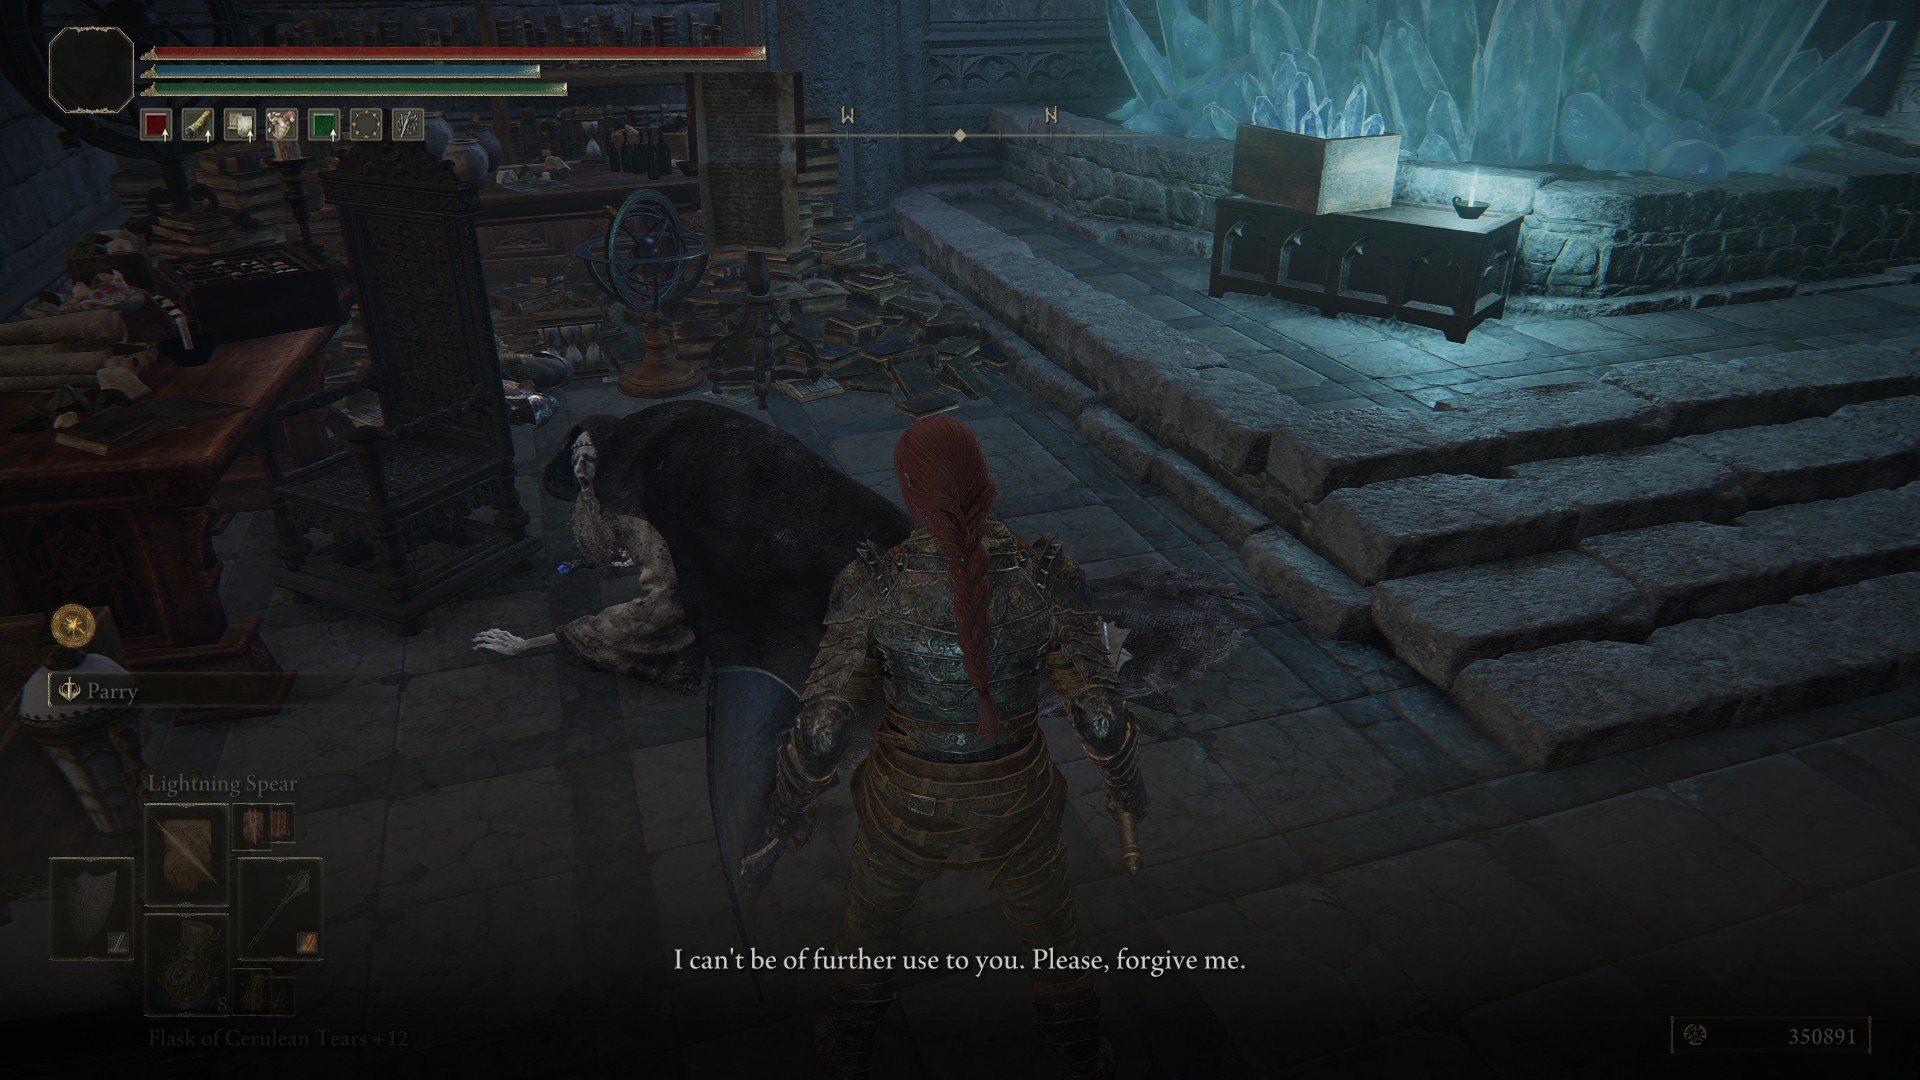 W
N
Parry
Lightning Spear
8
I can't be of further use to you. Please, forgive me.
Flask of Cerulean Tears +12
350891